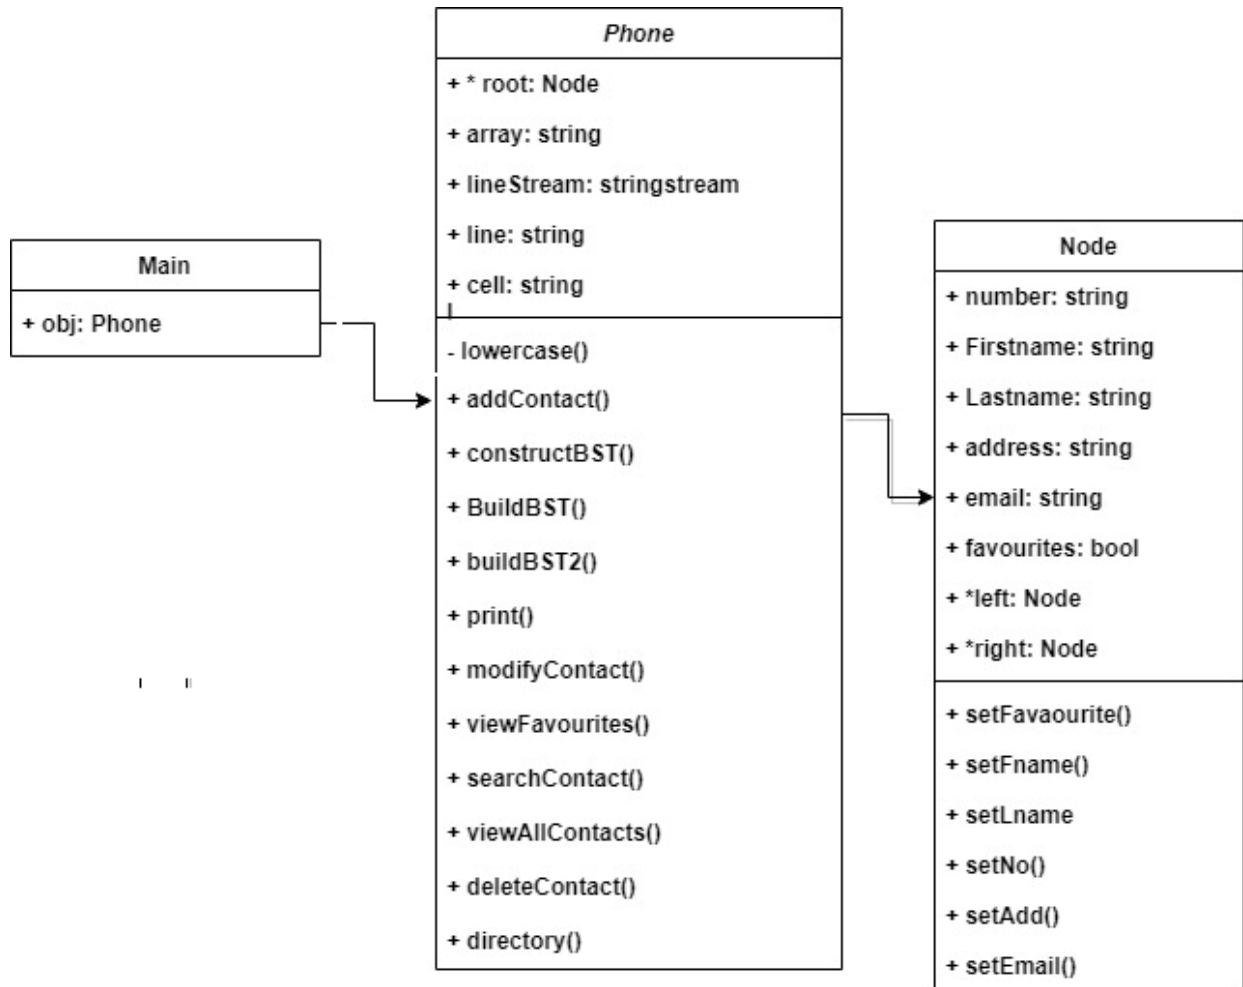 Main
+ obj: Phone
Phone
+ * root: Node
+ array: string
+ lineStream: stringstream
+ line: string
+ cell: string
- lowercase()
+ addContact()
+ constructBST()
+ BuildBST()
+ buildBST2()
+ print()
+ modifyContact()
+ viewFavourites()
+ searchContact()
+ viewAllContacts()
+ deleteContact()
+ directory()
Node
+ number: string
+ Firstname: string
+ Lastname: string
+ address: string
+ email: string
+ favourites: bool
+ *left: Node
+ *right: Node
+ setFavaourite()
+ setFname()
+ setLname
+ setNo()
+ setAdd()
+ setEmail()